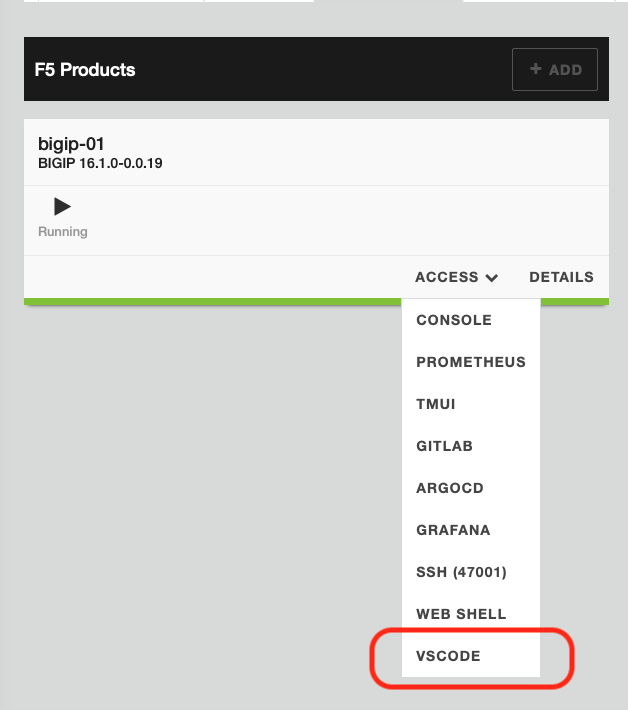 F5 Products
+ ADD
bigip-01
BIGIP 16.1.0-0.0.19
Running
ACCESS DETAILS
CONSOLE
PROMETHEUS
TMUI
GITLAB
ARGOCD
GRAFANA
SSH (47001)
WEB SHELL
VSCODE